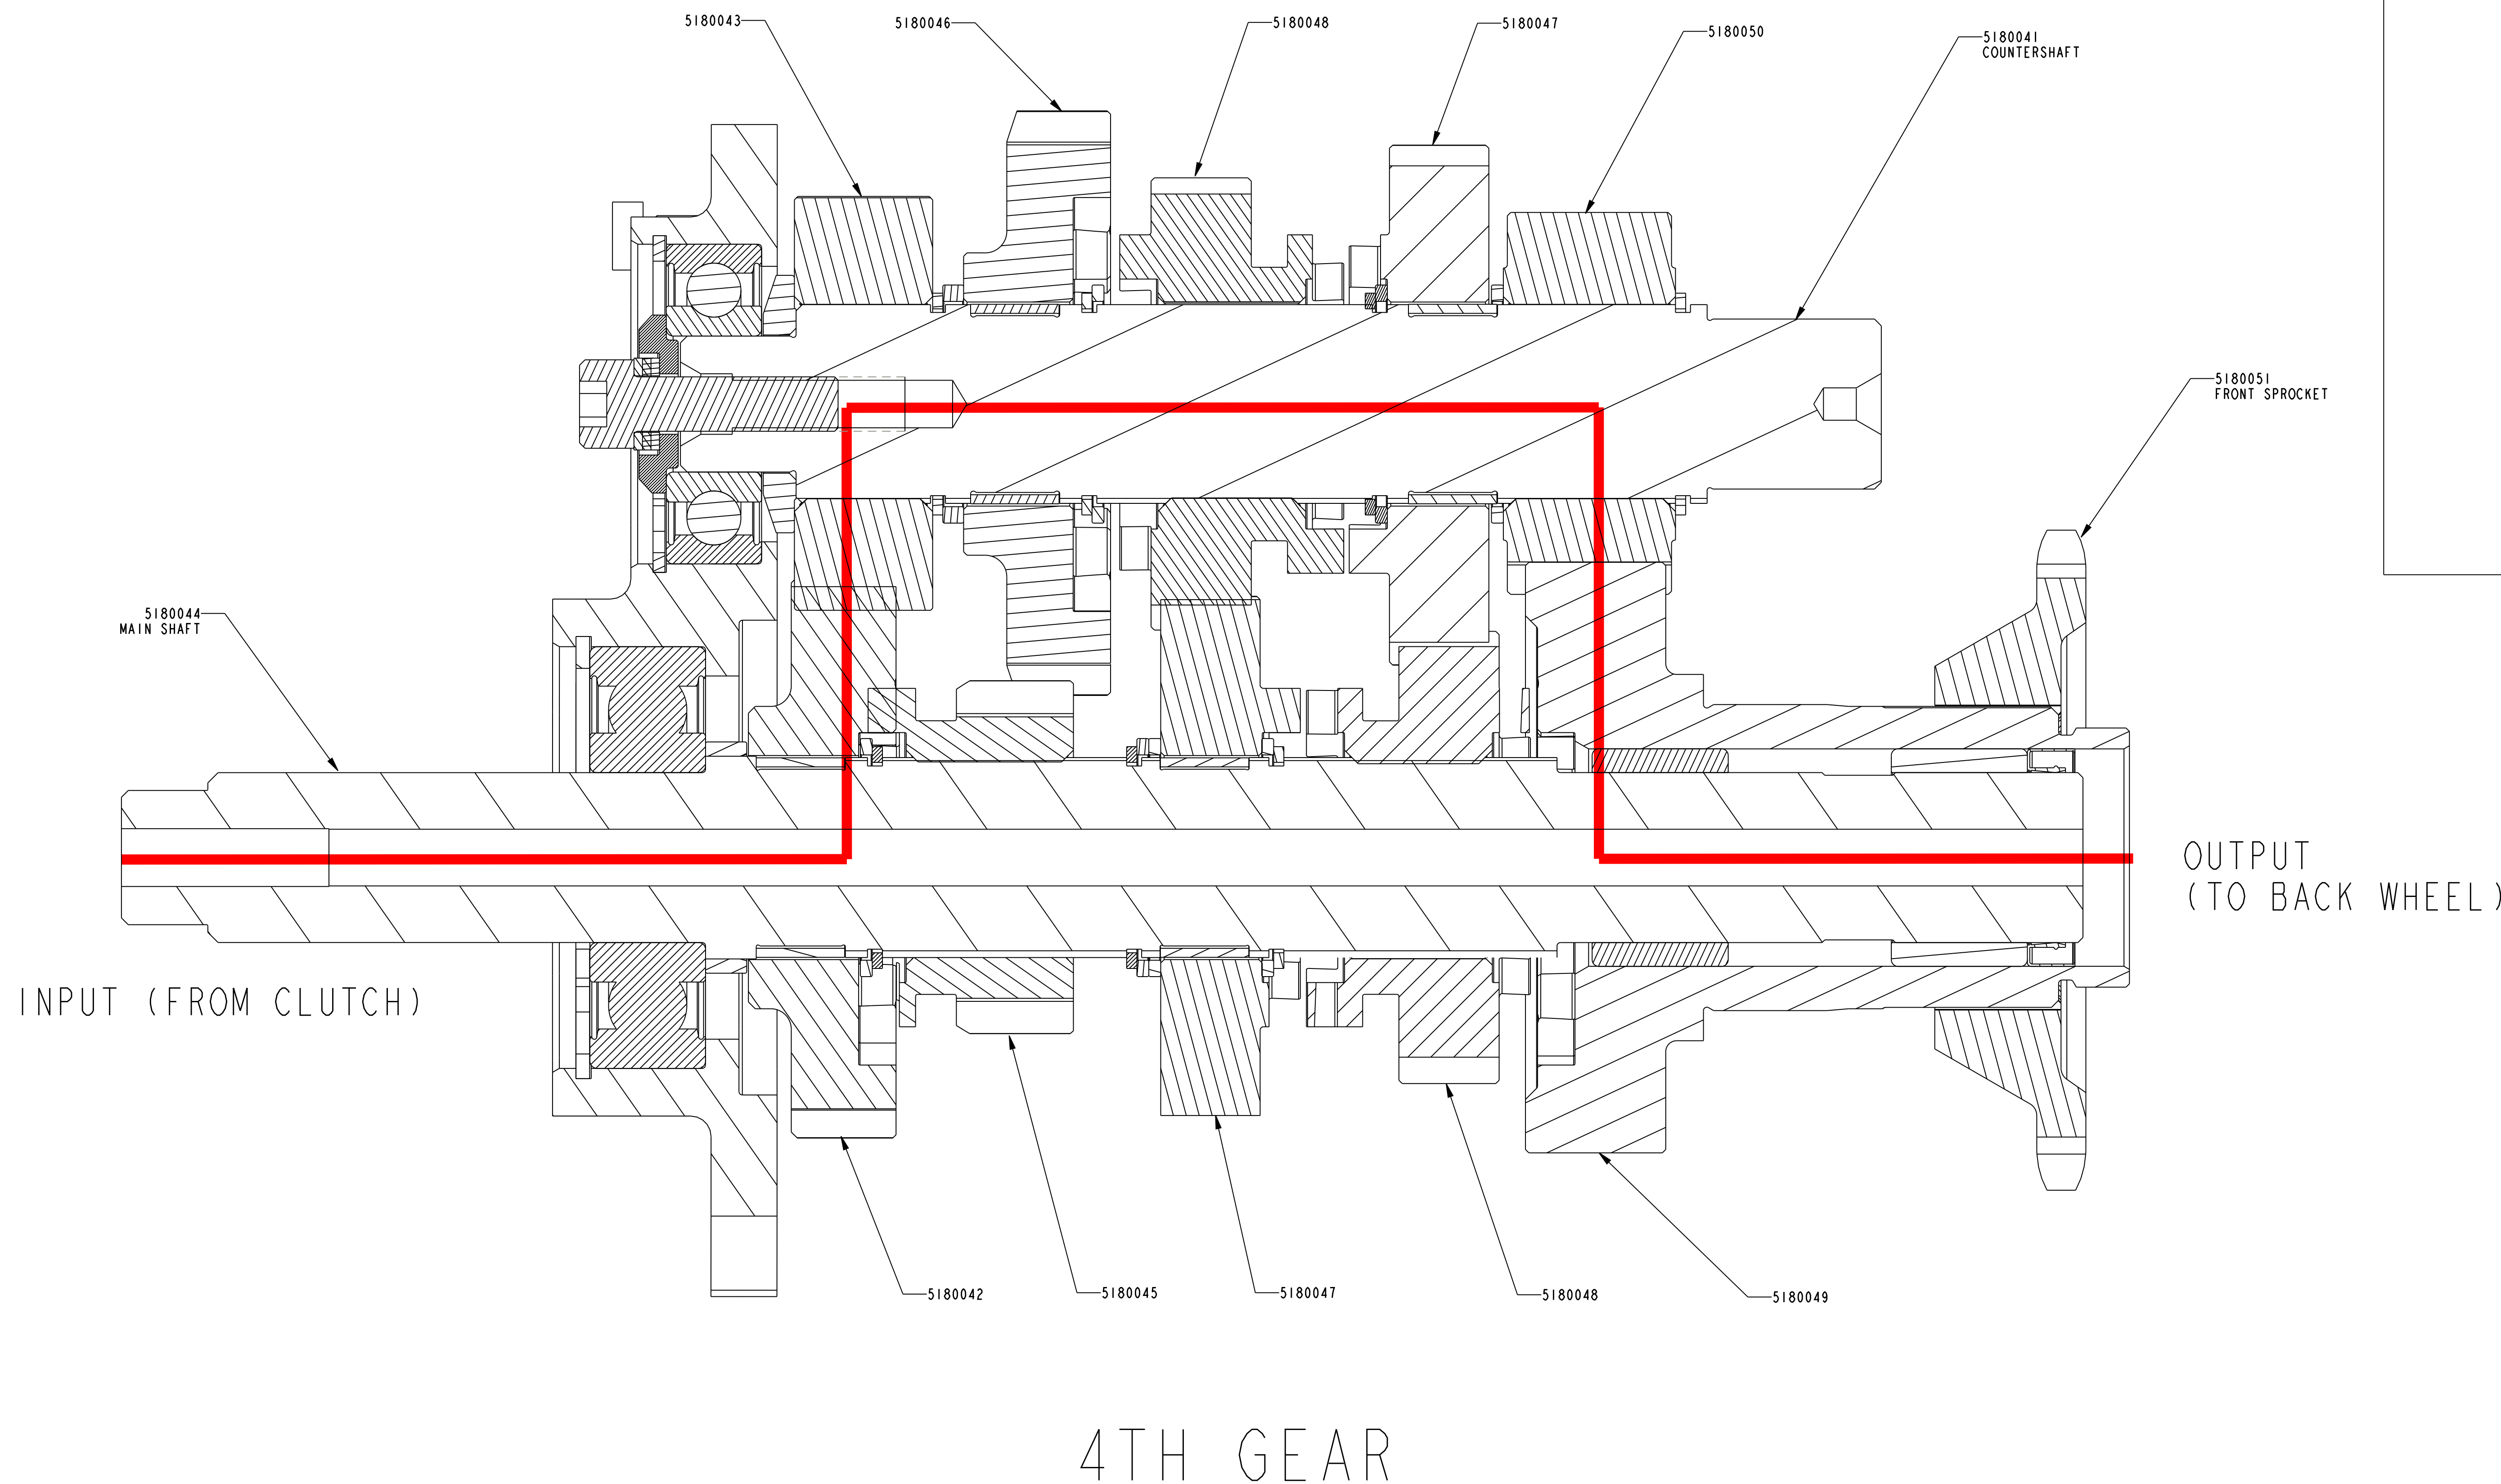 5180043
5180046
5180048
5180047
5180050
5180041
COUNTERSHAFT
5180051
FRONT SPROCKET
5180044
MAIN SHAFT
OUTPUT
(TO BACK WHEEL)
INPUT (FROM CLUTCH)
5180042
5180045
5180047
5180048
5180049
4TH GEAR